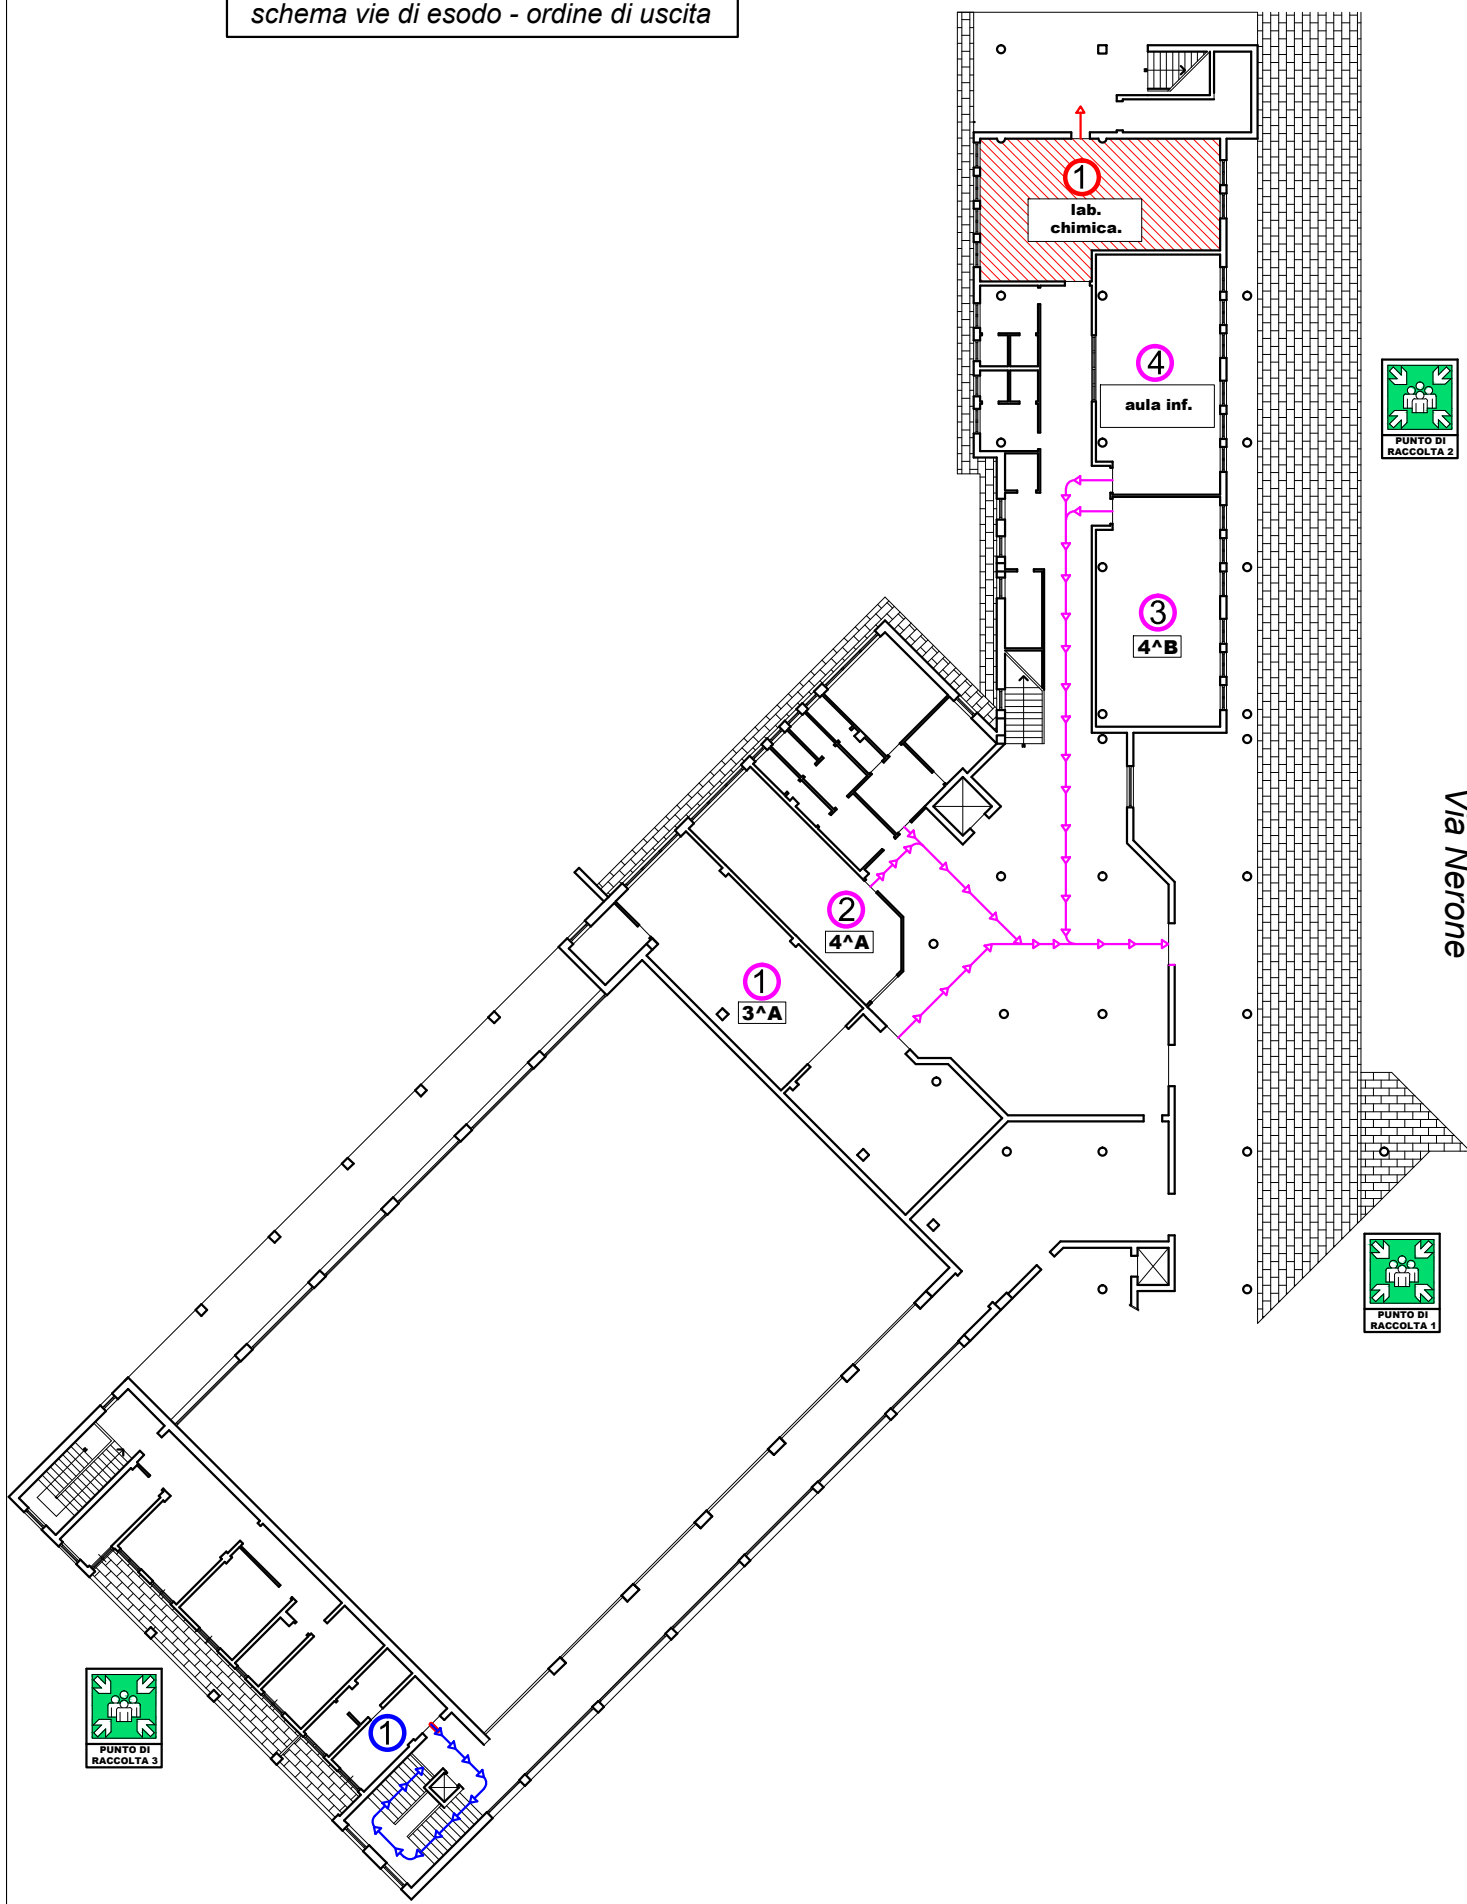 schema vie di esodo - ordine di uscita
1
lab.
chimica.
4
aula inf.
PUNTO DI
RACCOLTA 2
3
4^B
Via Nerone
2
4^A
1
3^A
PUNTO DI
RACCOLTA 1
1
PUNTO DI
RACCOLTA 3